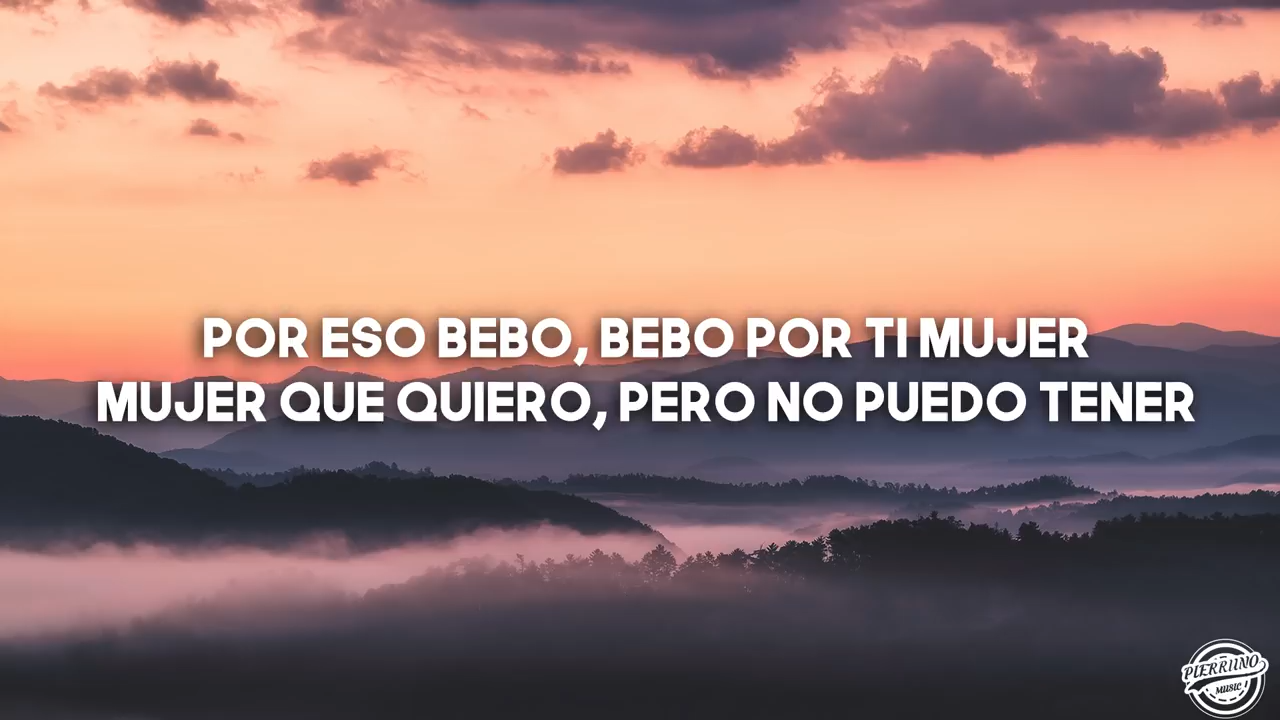 POR ESO BEBO, BEBO POR TI MUJER
MUJER QUE QUIERO, PERO NO PUEDO TENER
PIERRIINO
MUSIC